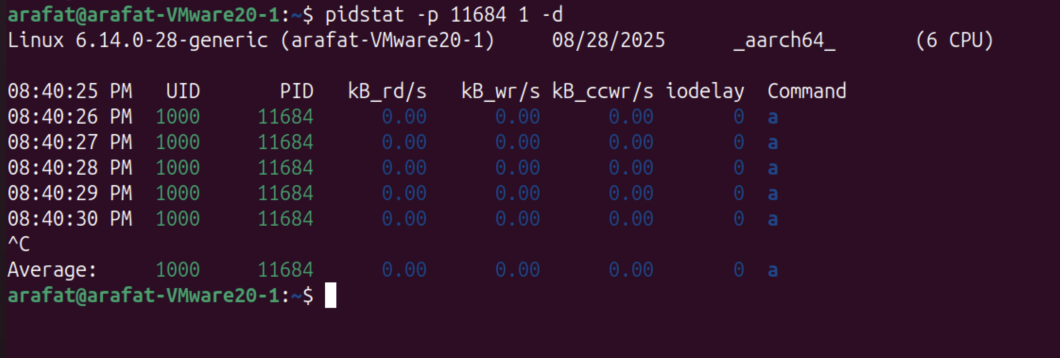 arafat@arafat-VMware20-1:~$ pidstat -p 11684 1 -d
Linux 6.14.0-28-generic (arafat-VMware20-1) 08/28/2025 _aarch64_ (6 CPU)
08:40:25 PM UID PID kB_rd/s kB_wr/s kB_ccwr/s iodelay Command
08:40:26 PM 1000 11684 0.00 0.00 0.00 0 a
08:40:27 PM 1000 11684 0.00 0.00 0.00 0 a
08:40:28 PM 1000 11684 0.00 0.00 0.00 0 a
08:40:29 PM 1000 11684 0.00 0.00 0.00 0 a
08:40:30 PM 1000 11684 0.00 0.00 0.00 0 a
^C
Average: 1000 11684 0.00 0.00 0.00 0 a
arafat@arafat-VMware20-1:~$